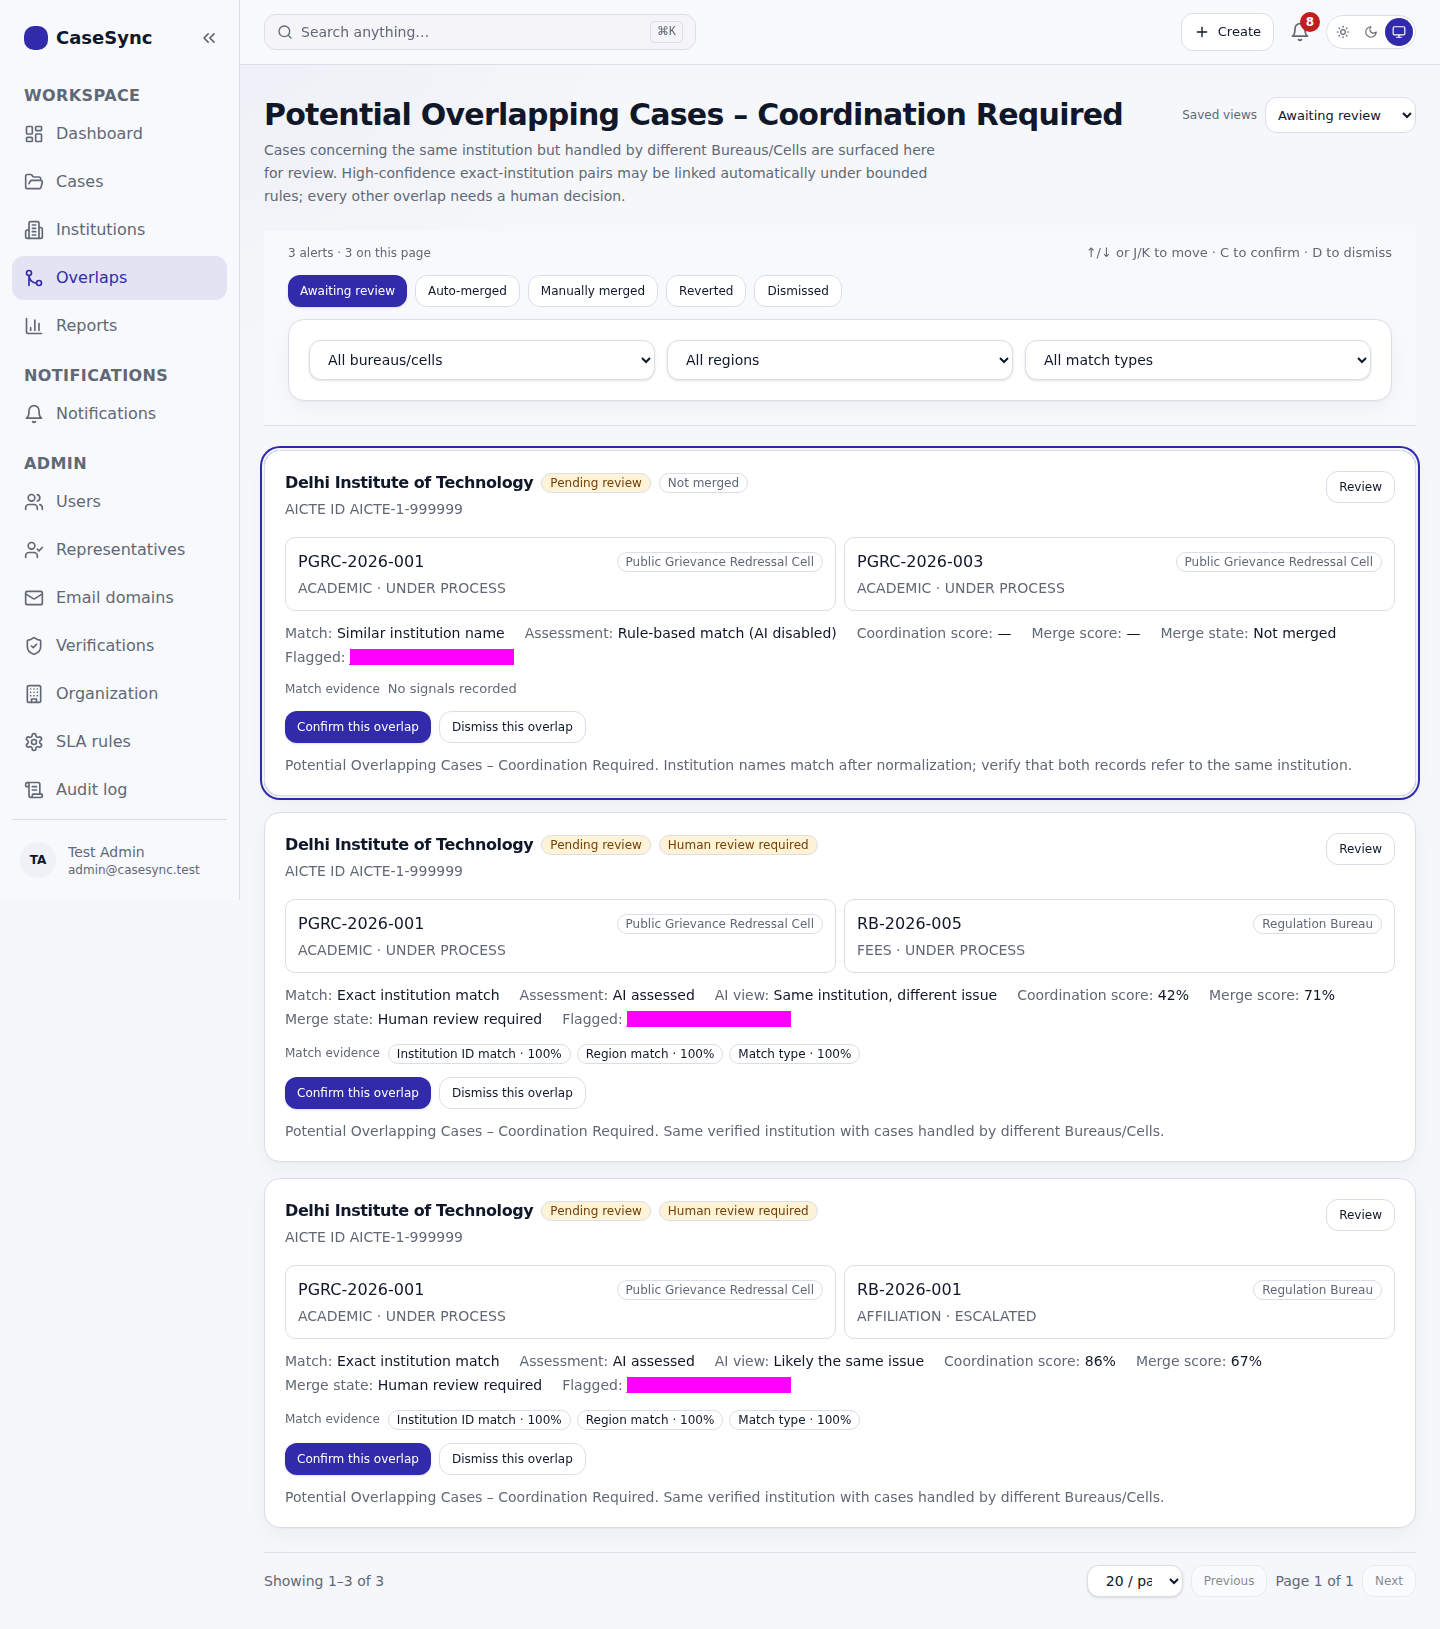 CaseSync
WORKSPACE
Dashboard
Cases
Institutions
Overlaps
Reports
NOTIFICATIONS
Notifications
ADMIN
Users
Representatives
Email domains
Verifications
Organization
SLA rules
Audit log
TA
Test Admin
admin@casesync.test
Search anything...
⌘K
Create
8
Potential Overlapping Cases – Coordination Required
Saved views
Awaiting review
Cases concerning the same institution but handled by different Bureaus/Cells are surfaced here
for review. High-confidence exact-institution pairs may be linked automatically under bounded
rules; every other overlap needs a human decision.
3 alerts · 3 on this page
↑/↓ or J/K to move · C to confirm · D to dismiss
Awaiting review
Auto-merged
Manually merged
Reverted
Dismissed
All bureaus/cells
All regions
All match types
Delhi Institute of Technology Pending review Not merged
Review
AICTE ID AICTE-1-999999
PGRC-2026-001 Public Grievance Redressal Cell
ACADEMIC · UNDER PROCESS
PGRC-2026-003 Public Grievance Redressal Cell
ACADEMIC · UNDER PROCESS
Match: Similar institution name Assessment: Rule-based match (AI disabled) Coordination score: — Merge score: — Merge state: Not merged
Flagged:
Match evidence No signals recorded
Confirm this overlap
Dismiss this overlap
Potential Overlapping Cases – Coordination Required. Institution names match after normalization; verify that both records refer to the same institution.
Delhi Institute of Technology Pending review Human review required
Review
AICTE ID AICTE-1-999999
PGRC-2026-001 Public Grievance Redressal Cell
ACADEMIC · UNDER PROCESS
RB-2026-005 Regulation Bureau
FEES · UNDER PROCESS
Match: Exact institution match Assessment: AI assessed AI view: Same institution, different issue Coordination score: 42% Merge score: 71%
Merge state: Human review required Flagged:
Match evidence Institution ID match · 100% Region match · 100% Match type · 100%
Confirm this overlap
Dismiss this overlap
Potential Overlapping Cases – Coordination Required. Same verified institution with cases handled by different Bureaus/Cells.
Delhi Institute of Technology Pending review Human review required
Review
AICTE ID AICTE-1-999999
PGRC-2026-001 Public Grievance Redressal Cell
ACADEMIC · UNDER PROCESS
RB-2026-001 Regulation Bureau
AFFILIATION · ESCALATED
Match: Exact institution match Assessment: AI assessed AI view: Likely the same issue Coordination score: 86% Merge score: 67%
Merge state: Human review required Flagged:
Match evidence Institution ID match · 100% Region match · 100% Match type · 100%
Confirm this overlap
Dismiss this overlap
Potential Overlapping Cases – Coordination Required. Same verified institution with cases handled by different Bureaus/Cells.
Showing 1–3 of 3
20 / pa
Previous
Page 1 of 1
Next